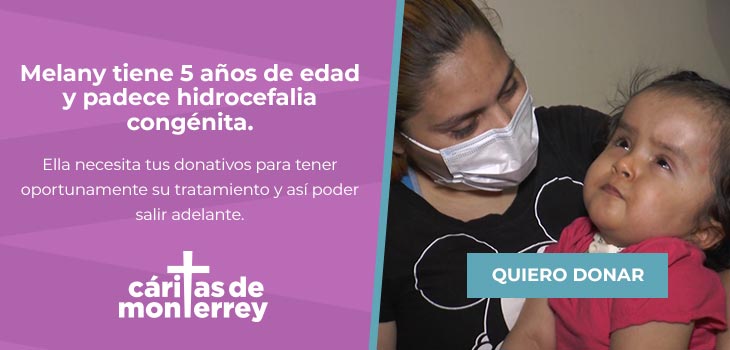 Melany tiene 5 años de edad
y padece hidrocefalia
congénita.
Ella necesita tus donativos para tener
oportunamente su tratamiento y así poder
salir adelante.
cáritas de
monterrey
QUIERO DONAR